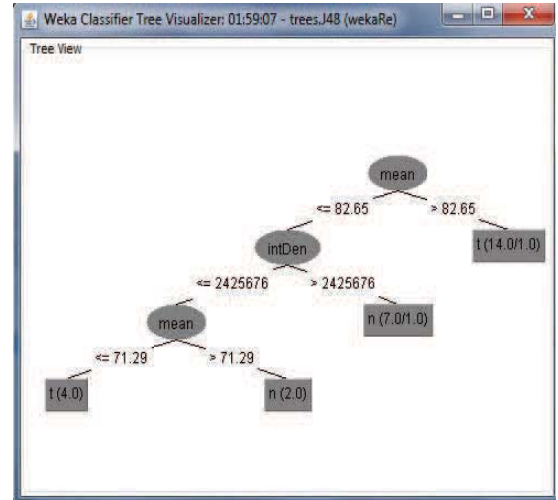 Weka Classifier Tree Visualizer: 01:59:07 - trees.J48 (wekaRe)
Tree View
mean
<= 82.65 > 82.65
intDen t (14.0/1.0)
<= 2425676 > 2425676
mean n (7.0/1.0)
<= 71.29 > 71.29
t (4.0) n (2.0)